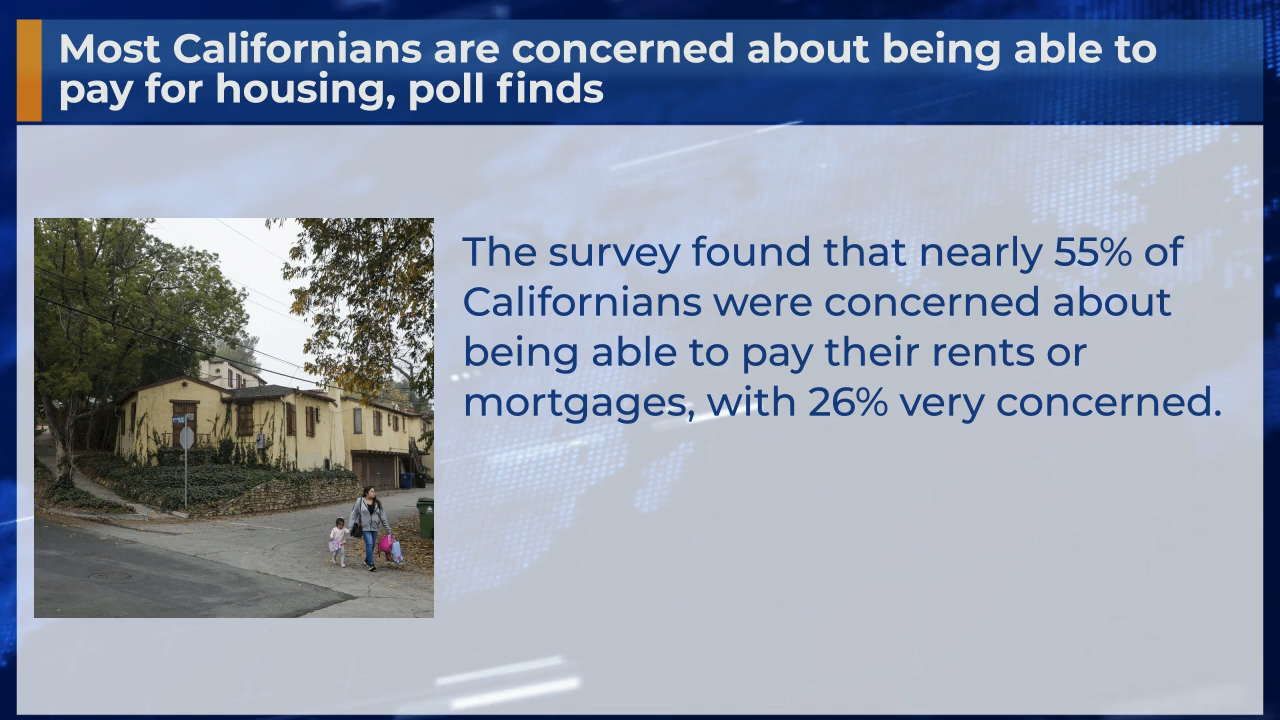 Most Californians are concerned about being able to
pay for housing, poll finds
The survey found that nearly 55% of
Californians were concerned about
being able to pay their rents or
mortgages, with 26% very concerned.